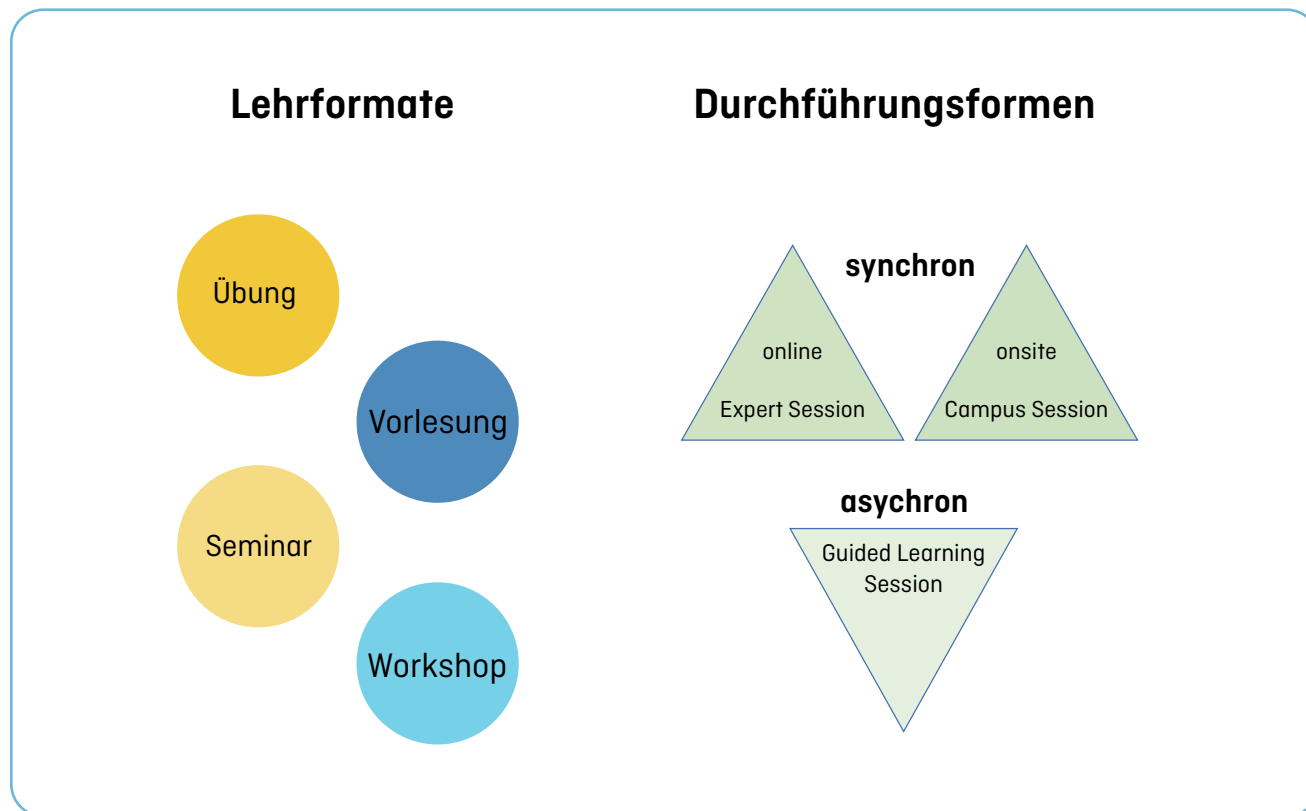 Lehrformate
Übung
Vorlesung
Seminar
Workshop
Durchführungsformen
synchron
online
Expert Session
onsite
Campus Session
asychron
Guided Learning
Session